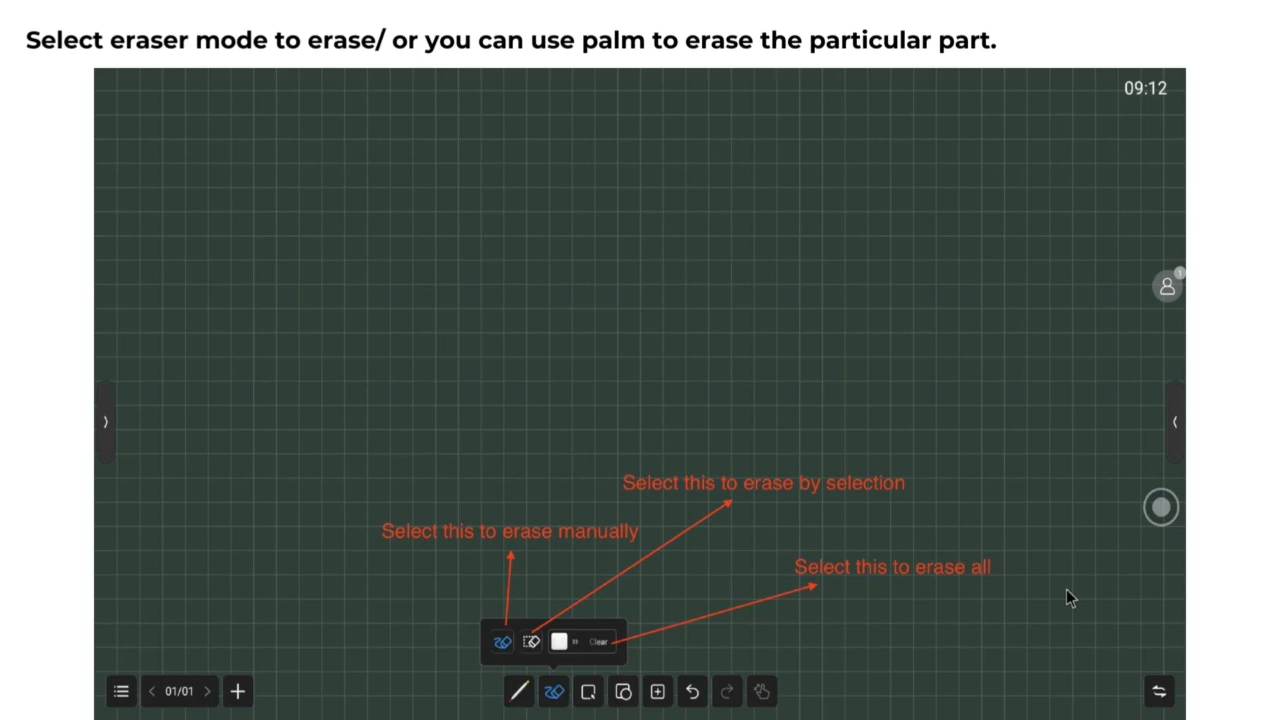 Select eraser mode to erase/ or you can use palm to erase the particular part.
09:12
1
Select this to erase by selection
Select this to erase manually
Select this to erase all
Clear
01/01